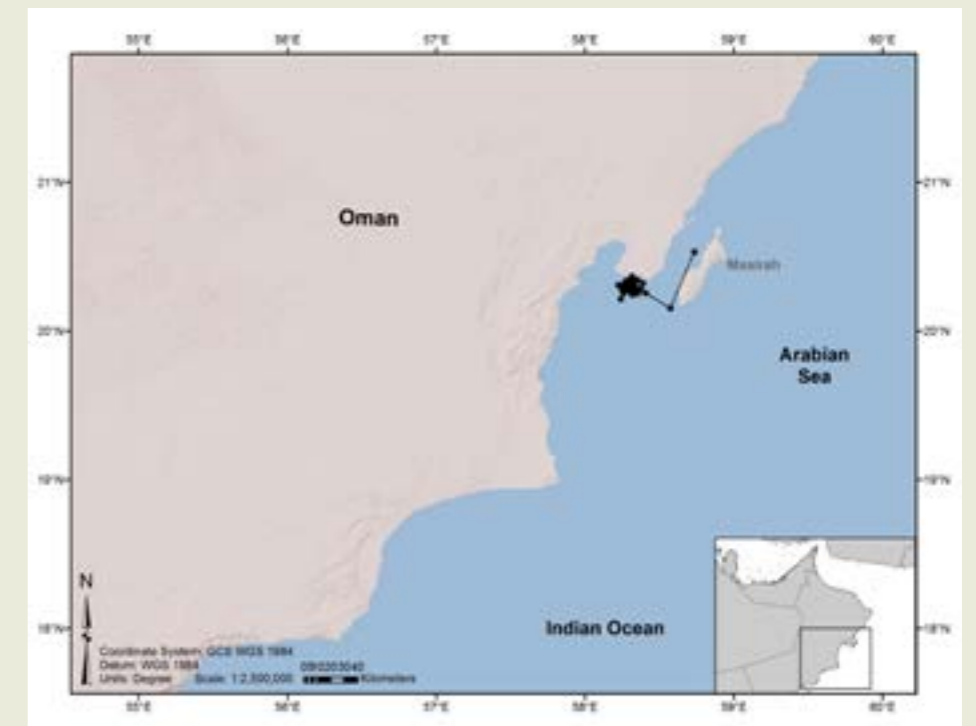 55°E 56°E 57°E 58°E 59°E 60°E
21°N 21°N
Oman
Masirah
20°N 20°N
Arabian
Sea
19°N 19°N
N
Indian Ocean
18°N 18°N
Coordinate System: GCS WGS 1984
Datum: WGS 1984
Units: Degree Scale: 1:2,500,000
Kilometers
55°E 56°E 57°E 58°E 59°E 60°E